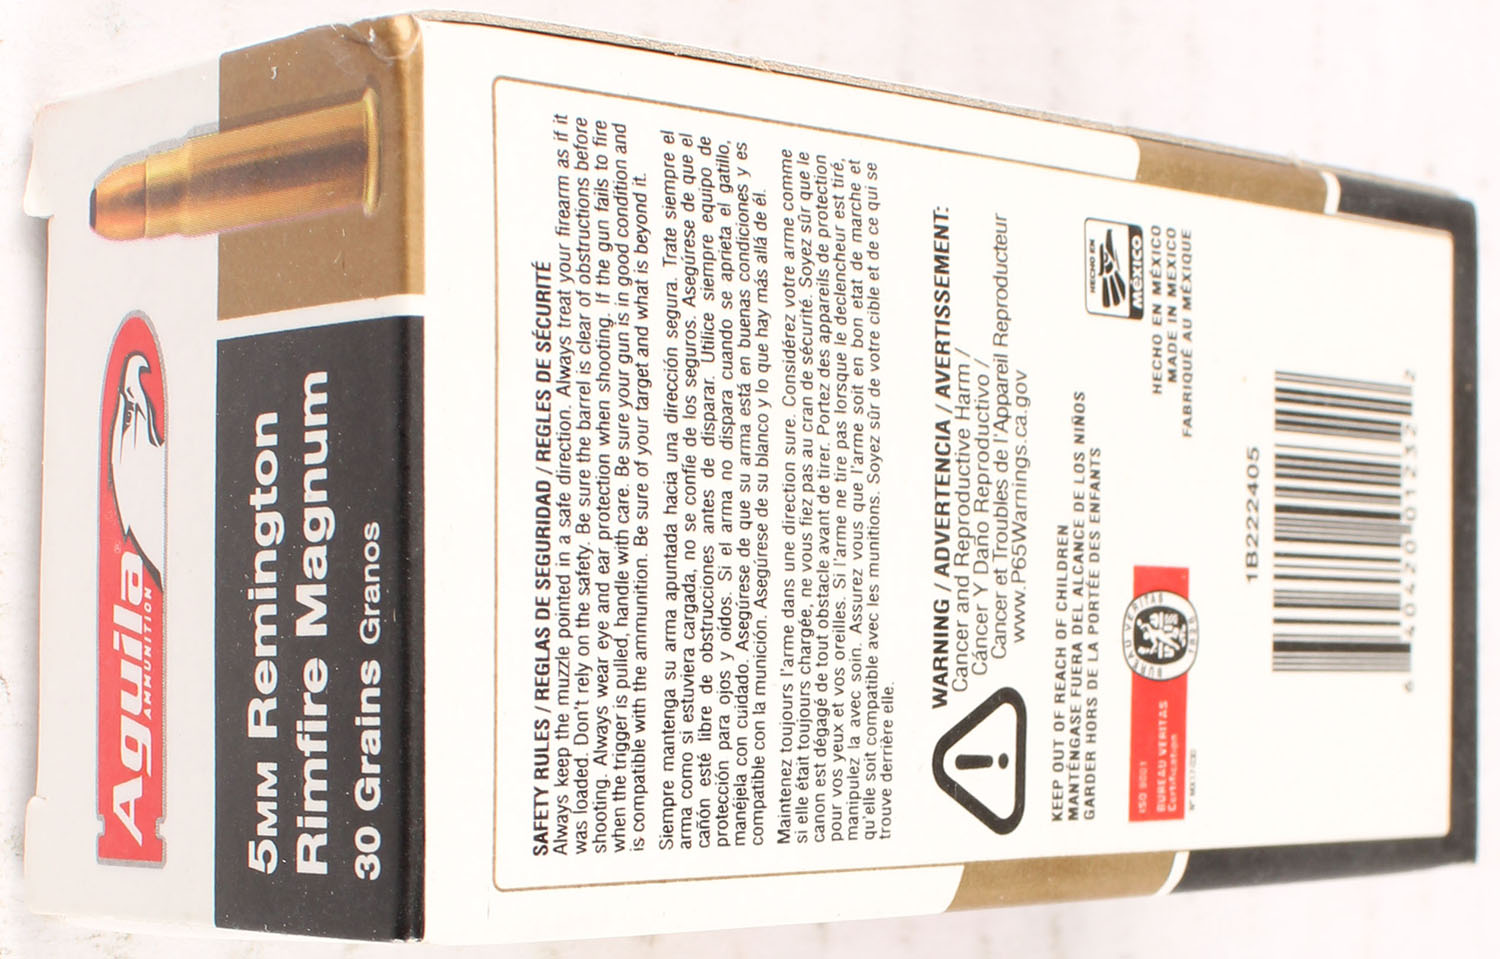 Aguila®
AMMUNITION
5MM Remington
Rimfire Magnum
30 Grains Granos
SAFETY RULES / REGLAS DE SEGURIDAD / REGLES DE SÉCURITÉ
Always keep the muzzle pointed in a safe direction. Always treat your firearm as if it
was loaded. Don't rely on the safety. Be sure the barrel is clear of obstructions before
shooting. Always wear eye and ear protection when shooting. If the gun fails to fire
when the trigger is pulled, handle with care. Be sure your gun is in good condition and
is compatible with the ammunition. Be sure of your target and what is beyond it.
Siempre mantenga su arma apuntada hacia una dirección segura. Trate siempre el
arma como si estuviera cargada, no se confíe de los seguros. Asegúrese de que el
cañón esté libre de obstrucciones antes de disparar. Utilice siempre equipo de
protección para ojos y oídos. Si el arma no dispara cuando se aprieta el gatillo,
manéjela con cuidado. Asegúrese de que su arma está en buenas condiciones y es
compatible con la munición. Asegúrese de su blanco y lo que hay más allá de él.
Maintenez toujours l'arme dans une direction sure. Considérez votre arme comme
si elle était toujours chargée, ne vous fiez pas au cran de sécurité. Soyez sûr que le
canon est dégagé de tout obstacle avant de tirer. Portez des appareils de protection
pour vos yeux et vos oreilles. Si l'arme ne tire pas lorsque le declencheur est tiré,
manipulez la avec soin. Assurez vous que l'arme soit en bon etat de marche et
qu'elle soit compatible avec les munitions. Soyez sûr de votre cible et de ce qui se
trouve derrière elle.
WARNING / ADVERTENCIA / AVERTISSEMENT:
Cancer and Reproductive Harm /
Cáncer Y Daño Reproductivo /
Cancer et Troubles de l'Appareil Reproducteur
www.P65Warnings.ca.gov
KEEP OUT OF REACH OF CHILDREN
MANTÉNGASE FUERA DEL ALCANCE DE LOS NIÑOS
GARDER HORS DE LA PORTÉE DES ENFANTS
HECHO EN
MéXICO
HECHO EN MÉXICO
MADE IN MEXICO
FABRIQUÉ AU MÉXIQUE
ISO 9001
BUREAU VERITAS
Certification
BUREAU VERITAS
1828
1B222405
6 40420 01232 2